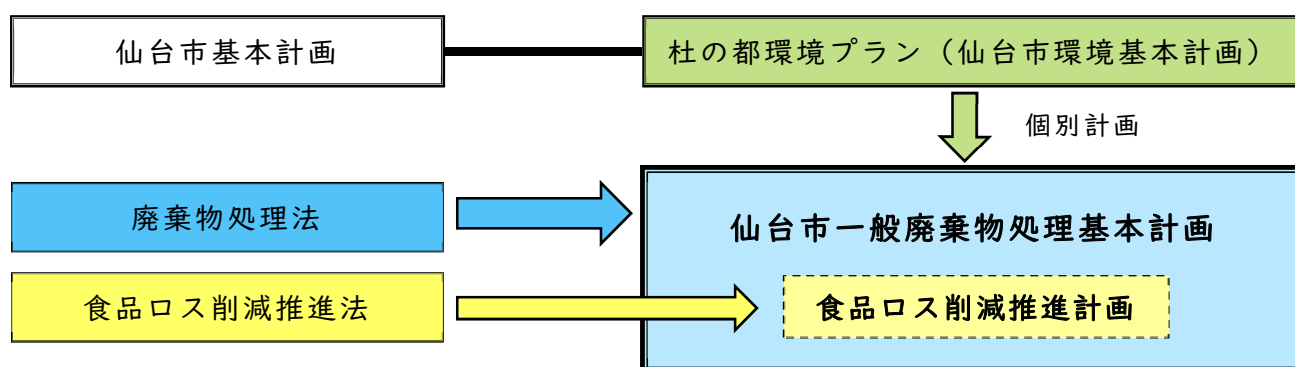 仙台市基本計画
杜の都環境プラン（仙台市環境基本計画）
個別計画
廃棄物処理法
仙台市一般廃棄物処理基本計画
食品ロス削減推進法
食品ロス削減推進計画